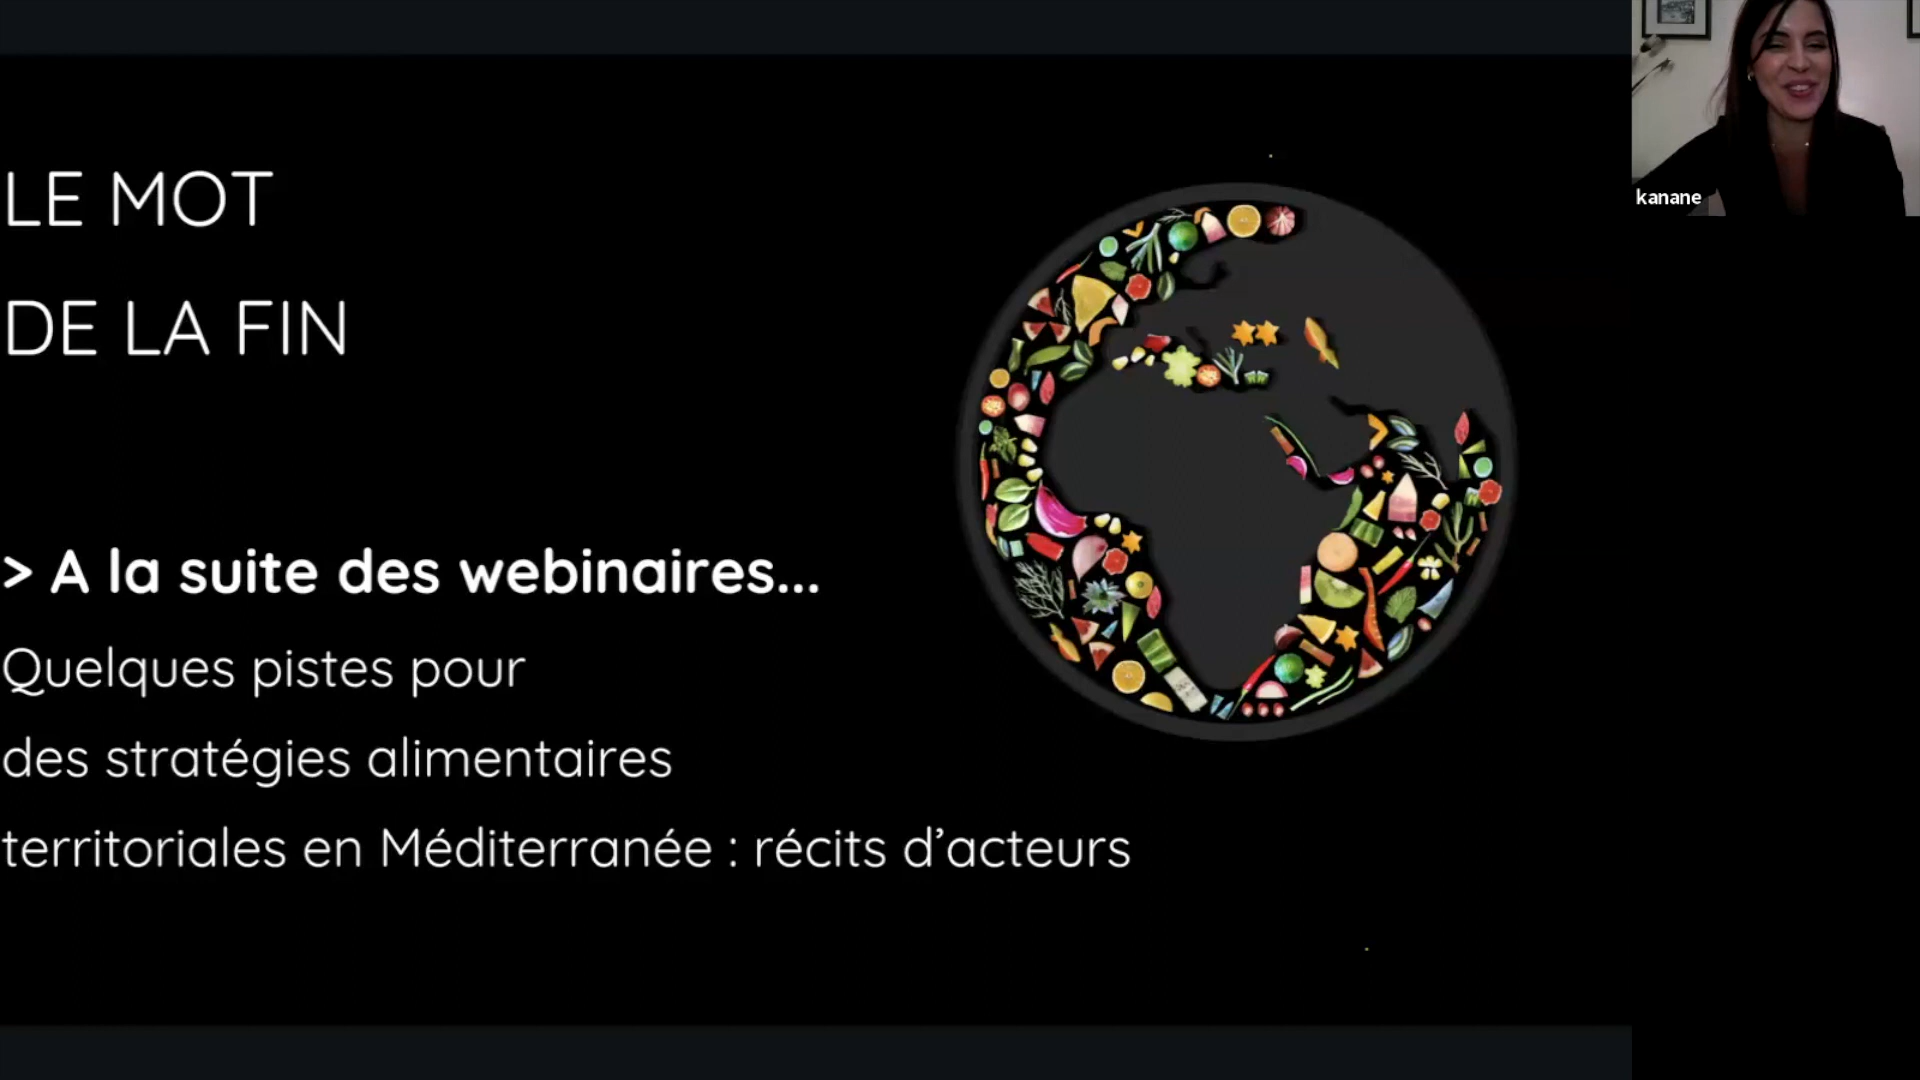 LE MOT
DE LA FIN
> A la suite des webinaires...
Quelques pistes pour
des stratégies alimentaires
territoriales en Méditerranée : récits d’acteurs
kanane